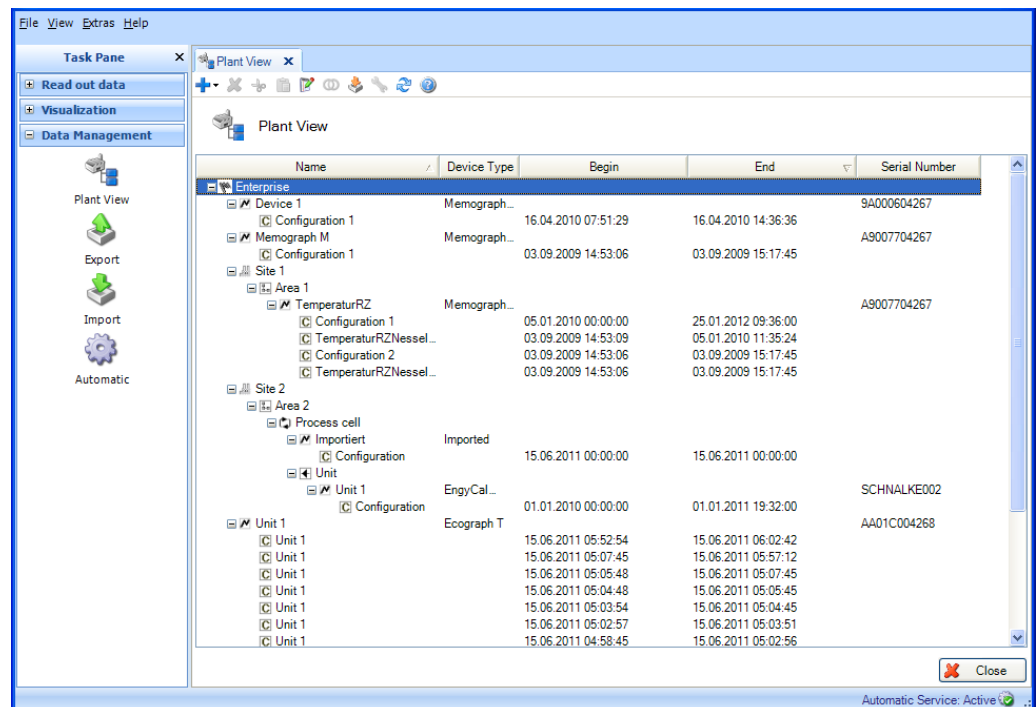 File View Extras Help
Task Pane x Plant View x
Read out data
Visualization
Data Management
Plant View
Export
Import
Automatic
Plant View
Name Device Type Begin End Serial Number
Enterprise
Device 1 Memograph... 9A000604267
C Configuration 1 16.04.2010 07:51:29 16.04.2010 14:36:36
Memograph M Memograph... A9007704267
C Configuration 1 03.09.2009 14:53:06 03.09.2009 15:17:45
Site 1
Area 1
TemperaturRZ Memograph... A9007704267
C Configuration 1 05.01.2010 00:00:00 25.01.2012 09:36:00
C TemperaturRZNessel... 03.09.2009 14:53:09 05.01.2010 11:35:24
C Configuration 2 03.09.2009 14:53:06 03.09.2009 15:17:45
C TemperaturRZNessel... 03.09.2009 14:53:06 03.09.2009 15:17:45
Site 2
Area 2
Process cell
Importiert Imported
C Configuration 15.06.2011 00:00:00 15.06.2011 00:00:00
Unit
Unit 1 EngyCal... SCHNALKE002
C Configuration 01.01.2010 00:00:00 01.01.2011 19:32:00
Unit 1 Ecograph T AA01C004268
C Unit 1 15.06.2011 05:52:54 15.06.2011 06:02:42
C Unit 1 15.06.2011 05:07:45 15.06.2011 05:57:12
C Unit 1 15.06.2011 05:05:48 15.06.2011 05:07:45
C Unit 1 15.06.2011 05:04:48 15.06.2011 05:05:45
C Unit 1 15.06.2011 05:03:54 15.06.2011 05:04:45
C Unit 1 15.06.2011 05:02:57 15.06.2011 05:03:51
C Unit 1 15.06.2011 04:58:45 15.06.2011 05:02:56
Close
Automatic Service: Active